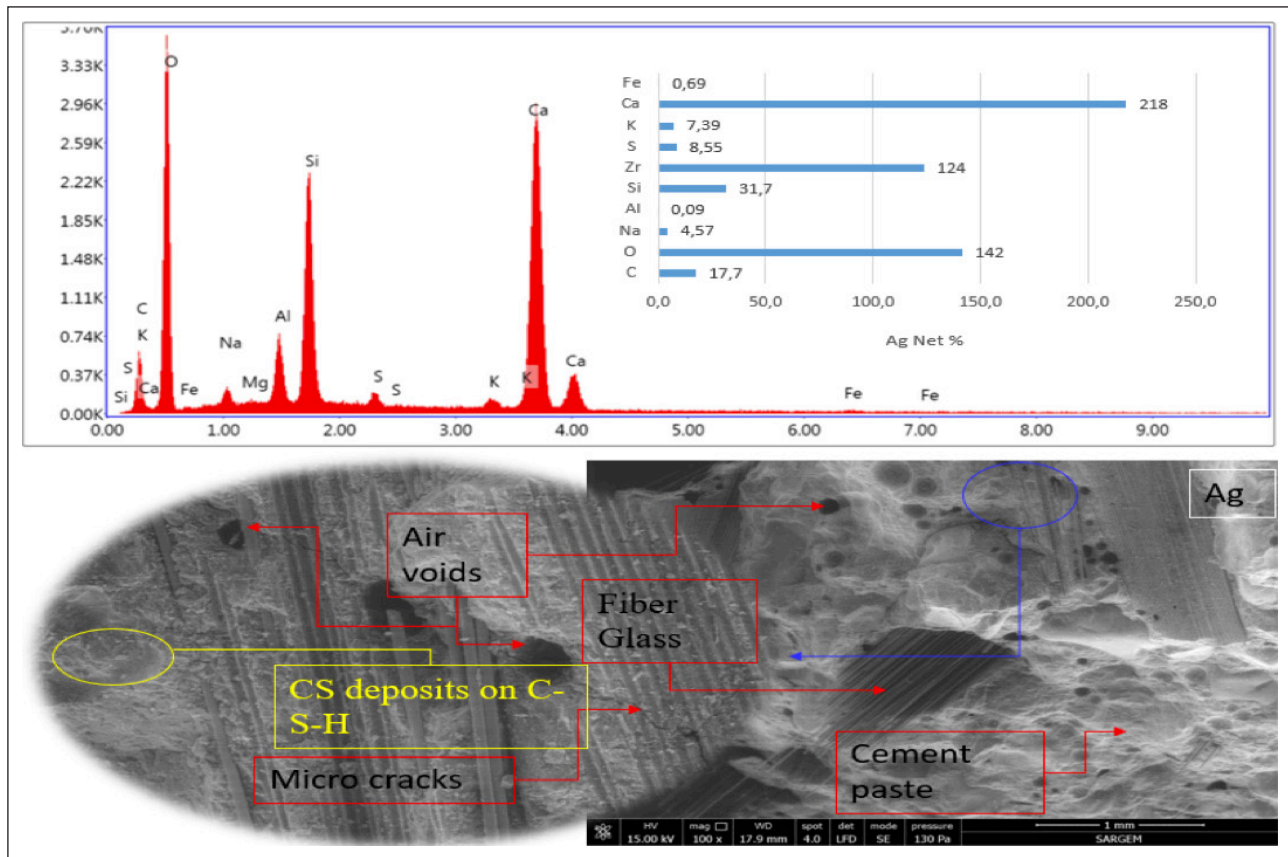 3.70K
3.33K
2.96K
2.59K
2.22K
1.85K
1.48K
1.11K
0.74K
0.37K
0.00K
0.00 1.00 2.00 3.00 4.00 5.00 6.00 7.00 8.00 9.00
O
Ca
Si
C
K
S
Si
Ca
Fe
Na
Mg
Al
S
S
K
K
Ca
Fe
Fe
Fe 0,69
Ca 218
K 7,39
S 8,55
Zr 124
Si 31,7
Al 0,09
Na 4,57
O 142
C 17,7
0,0 50,0 100,0 150,0 200,0 250,0
Ag Net %
Ag
Air
voids
Fiber
Glass
CS deposits on C-
S-H
Micro cracks
Cement
paste
HV mag WD spot det mode pressure 1 mm
15.00 kV 100 x 17.9 mm 4.0 LFD SE 130 Pa SARGEM